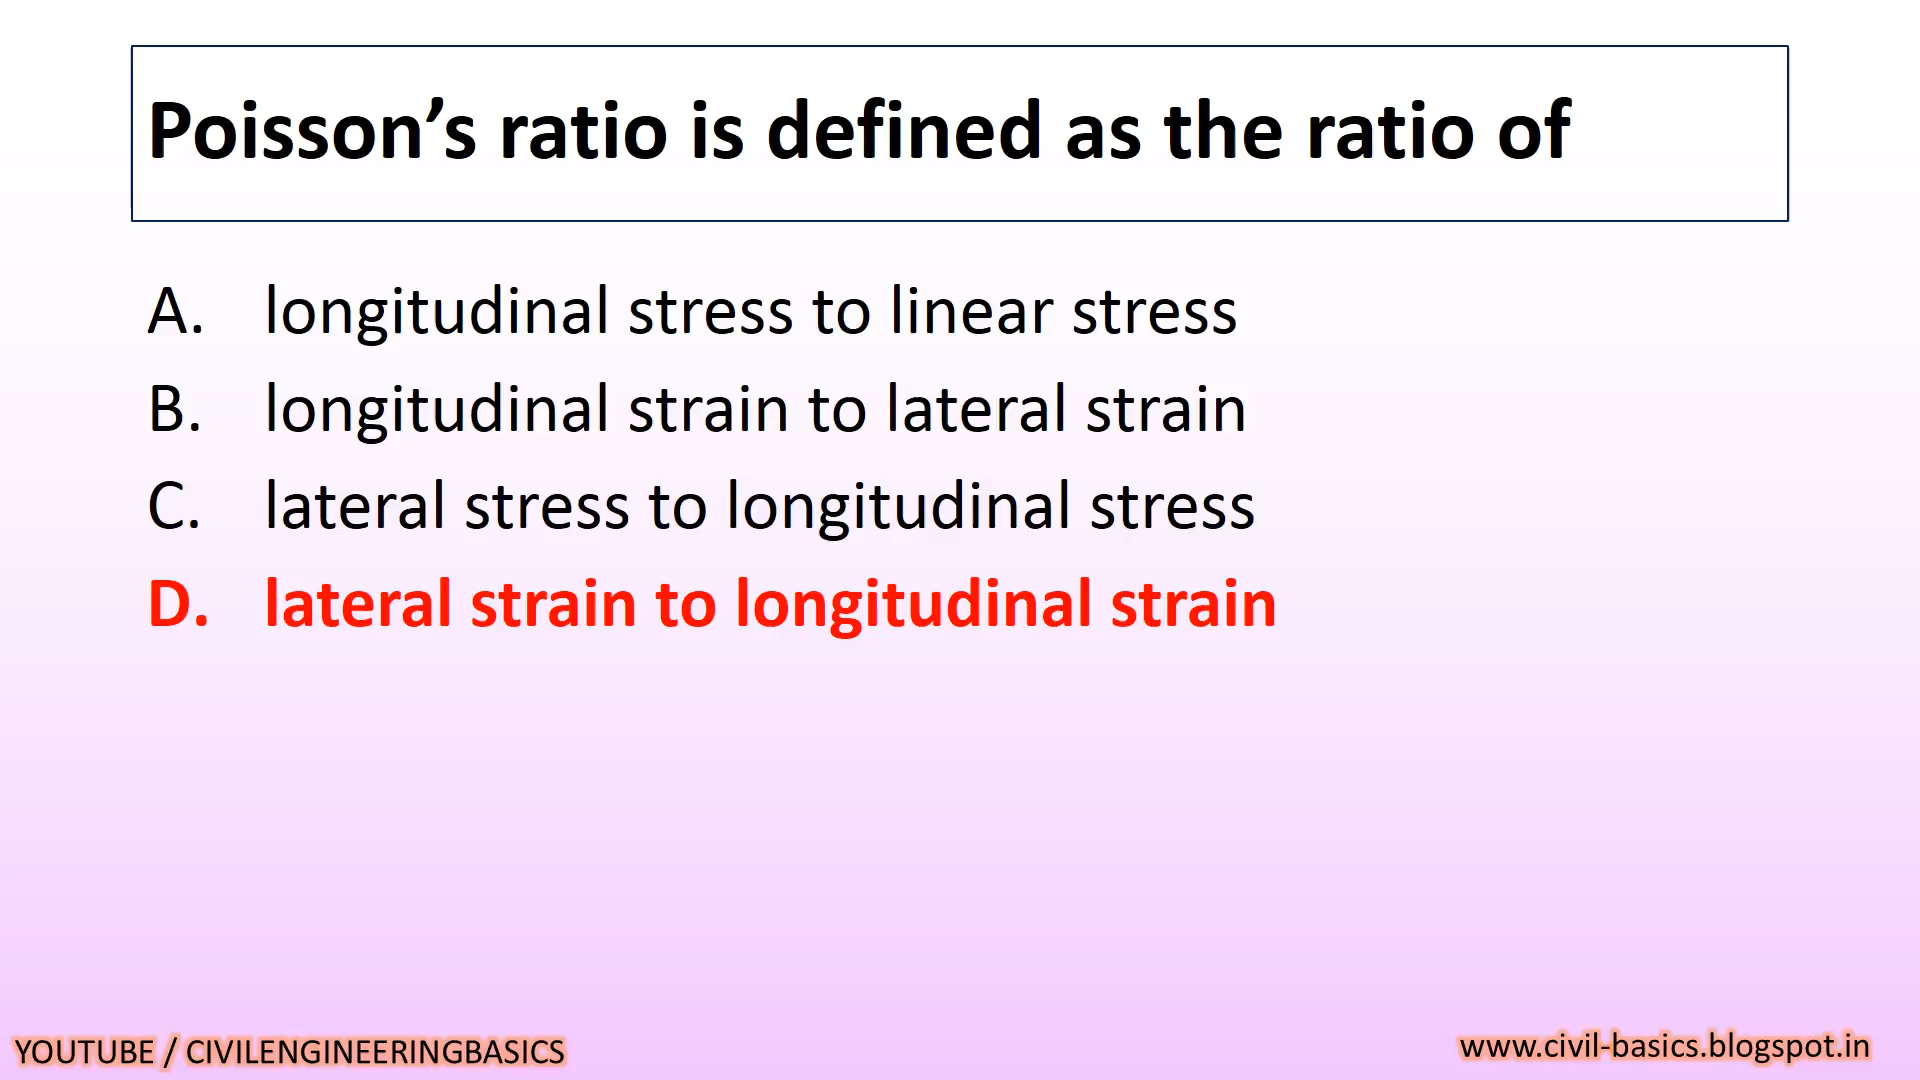 Poisson’s ratio is defined as the ratio of
A. longitudinal stress to linear stress
B. longitudinal strain to lateral strain
C. lateral stress to longitudinal stress
D. lateral strain to longitudinal strain
YOUTUBE / CIVILENGINEERINGBASICS
www.civil-basics.blogspot.in